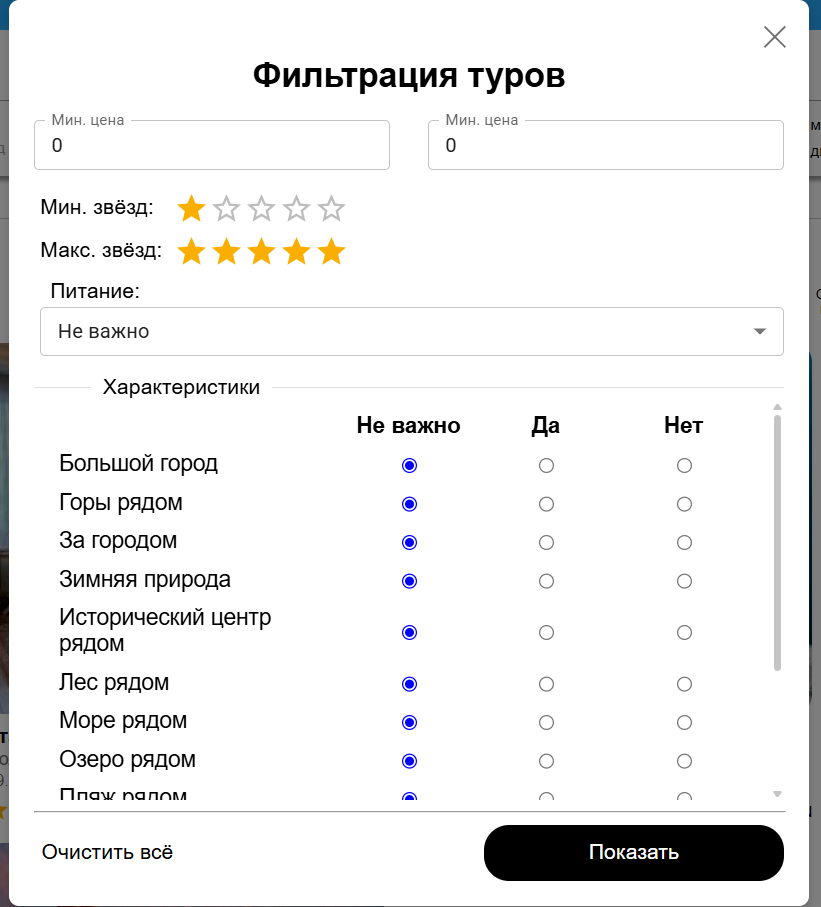 Фильтрация туров
Мин. цена Мин. цена
0 0
Мин. звёзд:
Макс. звёзд:
Питание:
Не важно
Характеристики
Не важно Да Нет
Большой город
Горы рядом
За городом
Зимняя природа
Исторический центр
рядом
Лес рядом
Море рядом
Озеро рядом
Пляж рядом
Очистить всё Показать